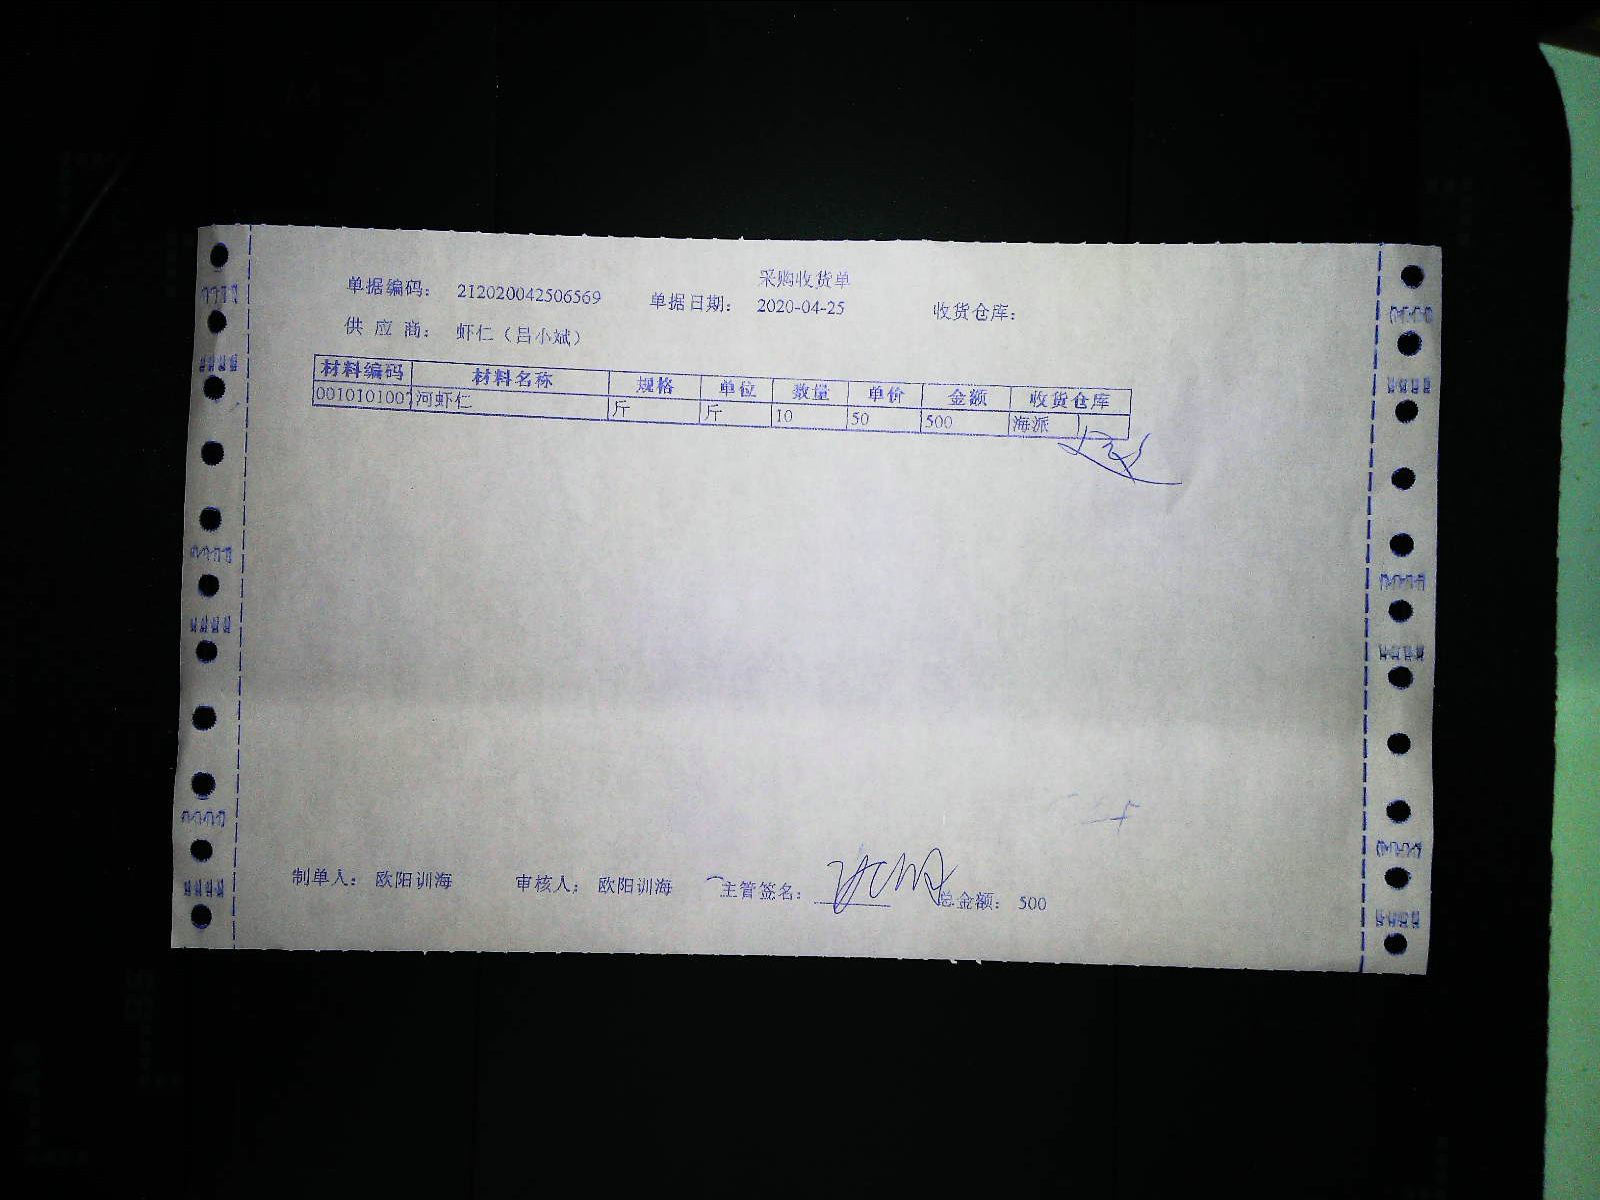 采购收货单
单据编码： 212020042506569 单据日期： 2020-04-25 收货仓库：
供 应 商： 虾仁（吕小斌）
材料编码 材料名称 规格 单位 数量 单价 金额 收货仓库
0010101007 河虾仁 斤 斤 10 50 500 海派
制单人： 欧阳训海 审核人： 欧阳训海 主管签名： 总金额： 500